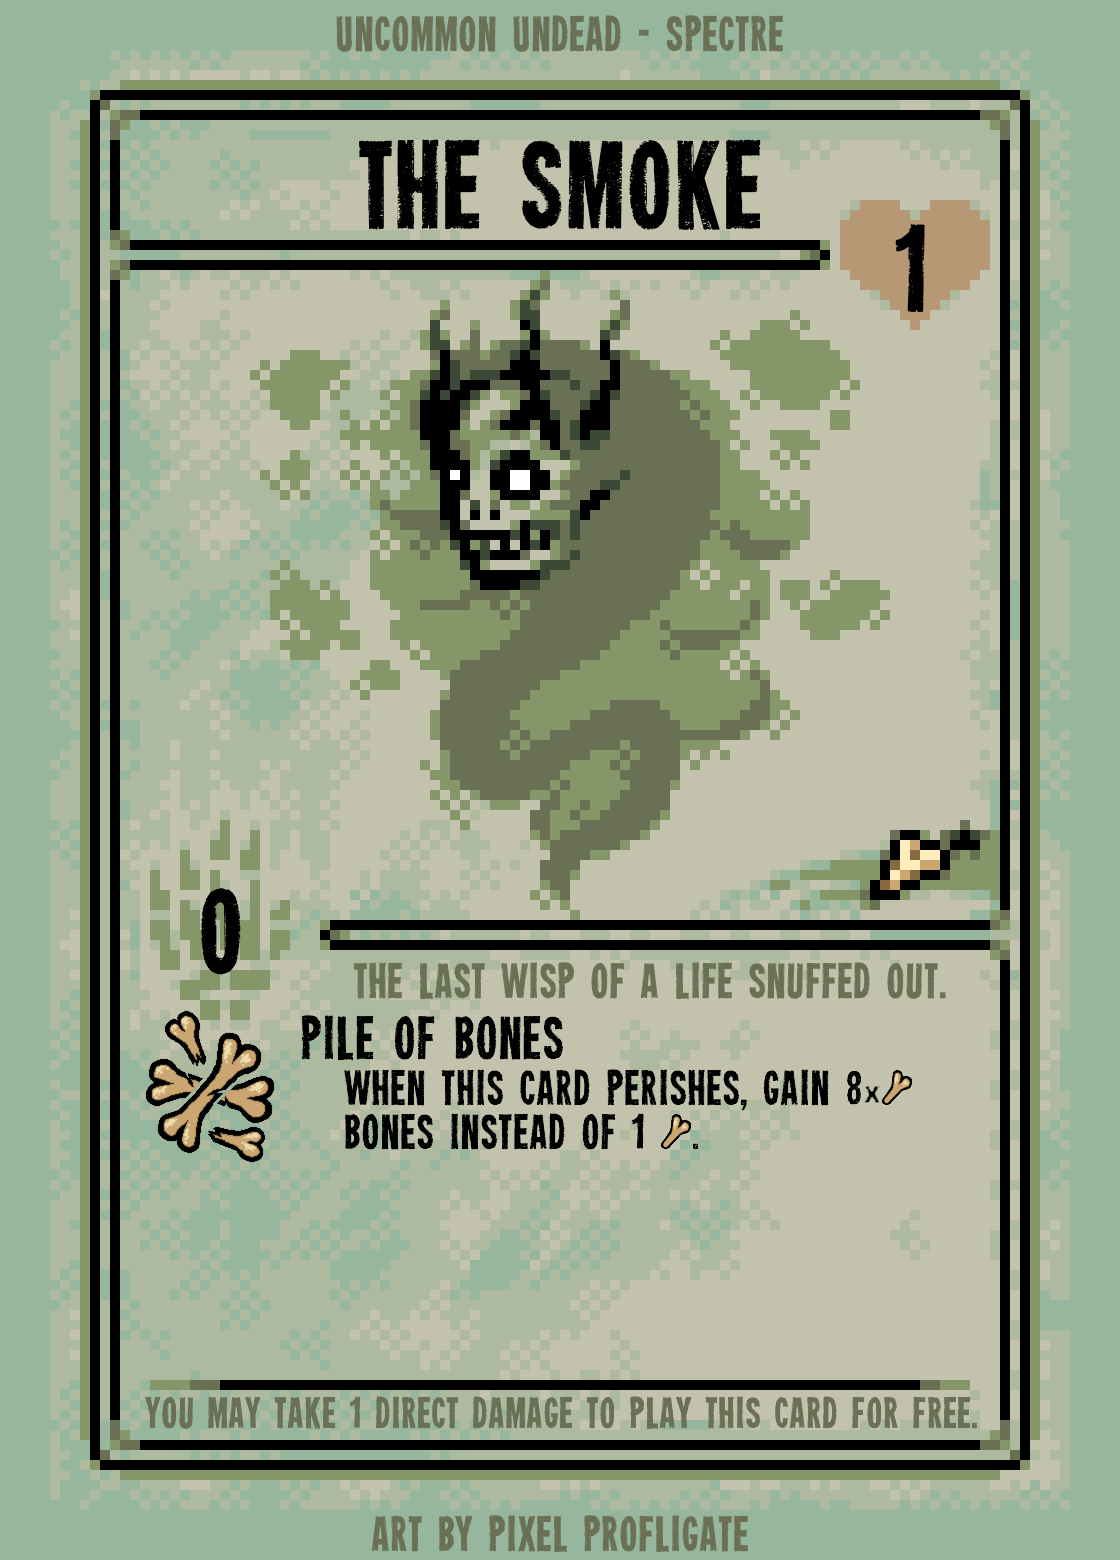 UNCOMMON UNDEAD - SPECTRE
THE SMOKE
1
0
THE LAST WISP OF A LIFE SNUFFED OUT.
PILE OF BONES
WHEN THIS CARD PERISHES, GAIN 8x
BONES INSTEAD OF 1 .
YOU MAY TAKE 1 DIRECT DAMAGE TO PLAY THIS CARD FOR FREE.
ART BY PIXEL PROFLIGATE